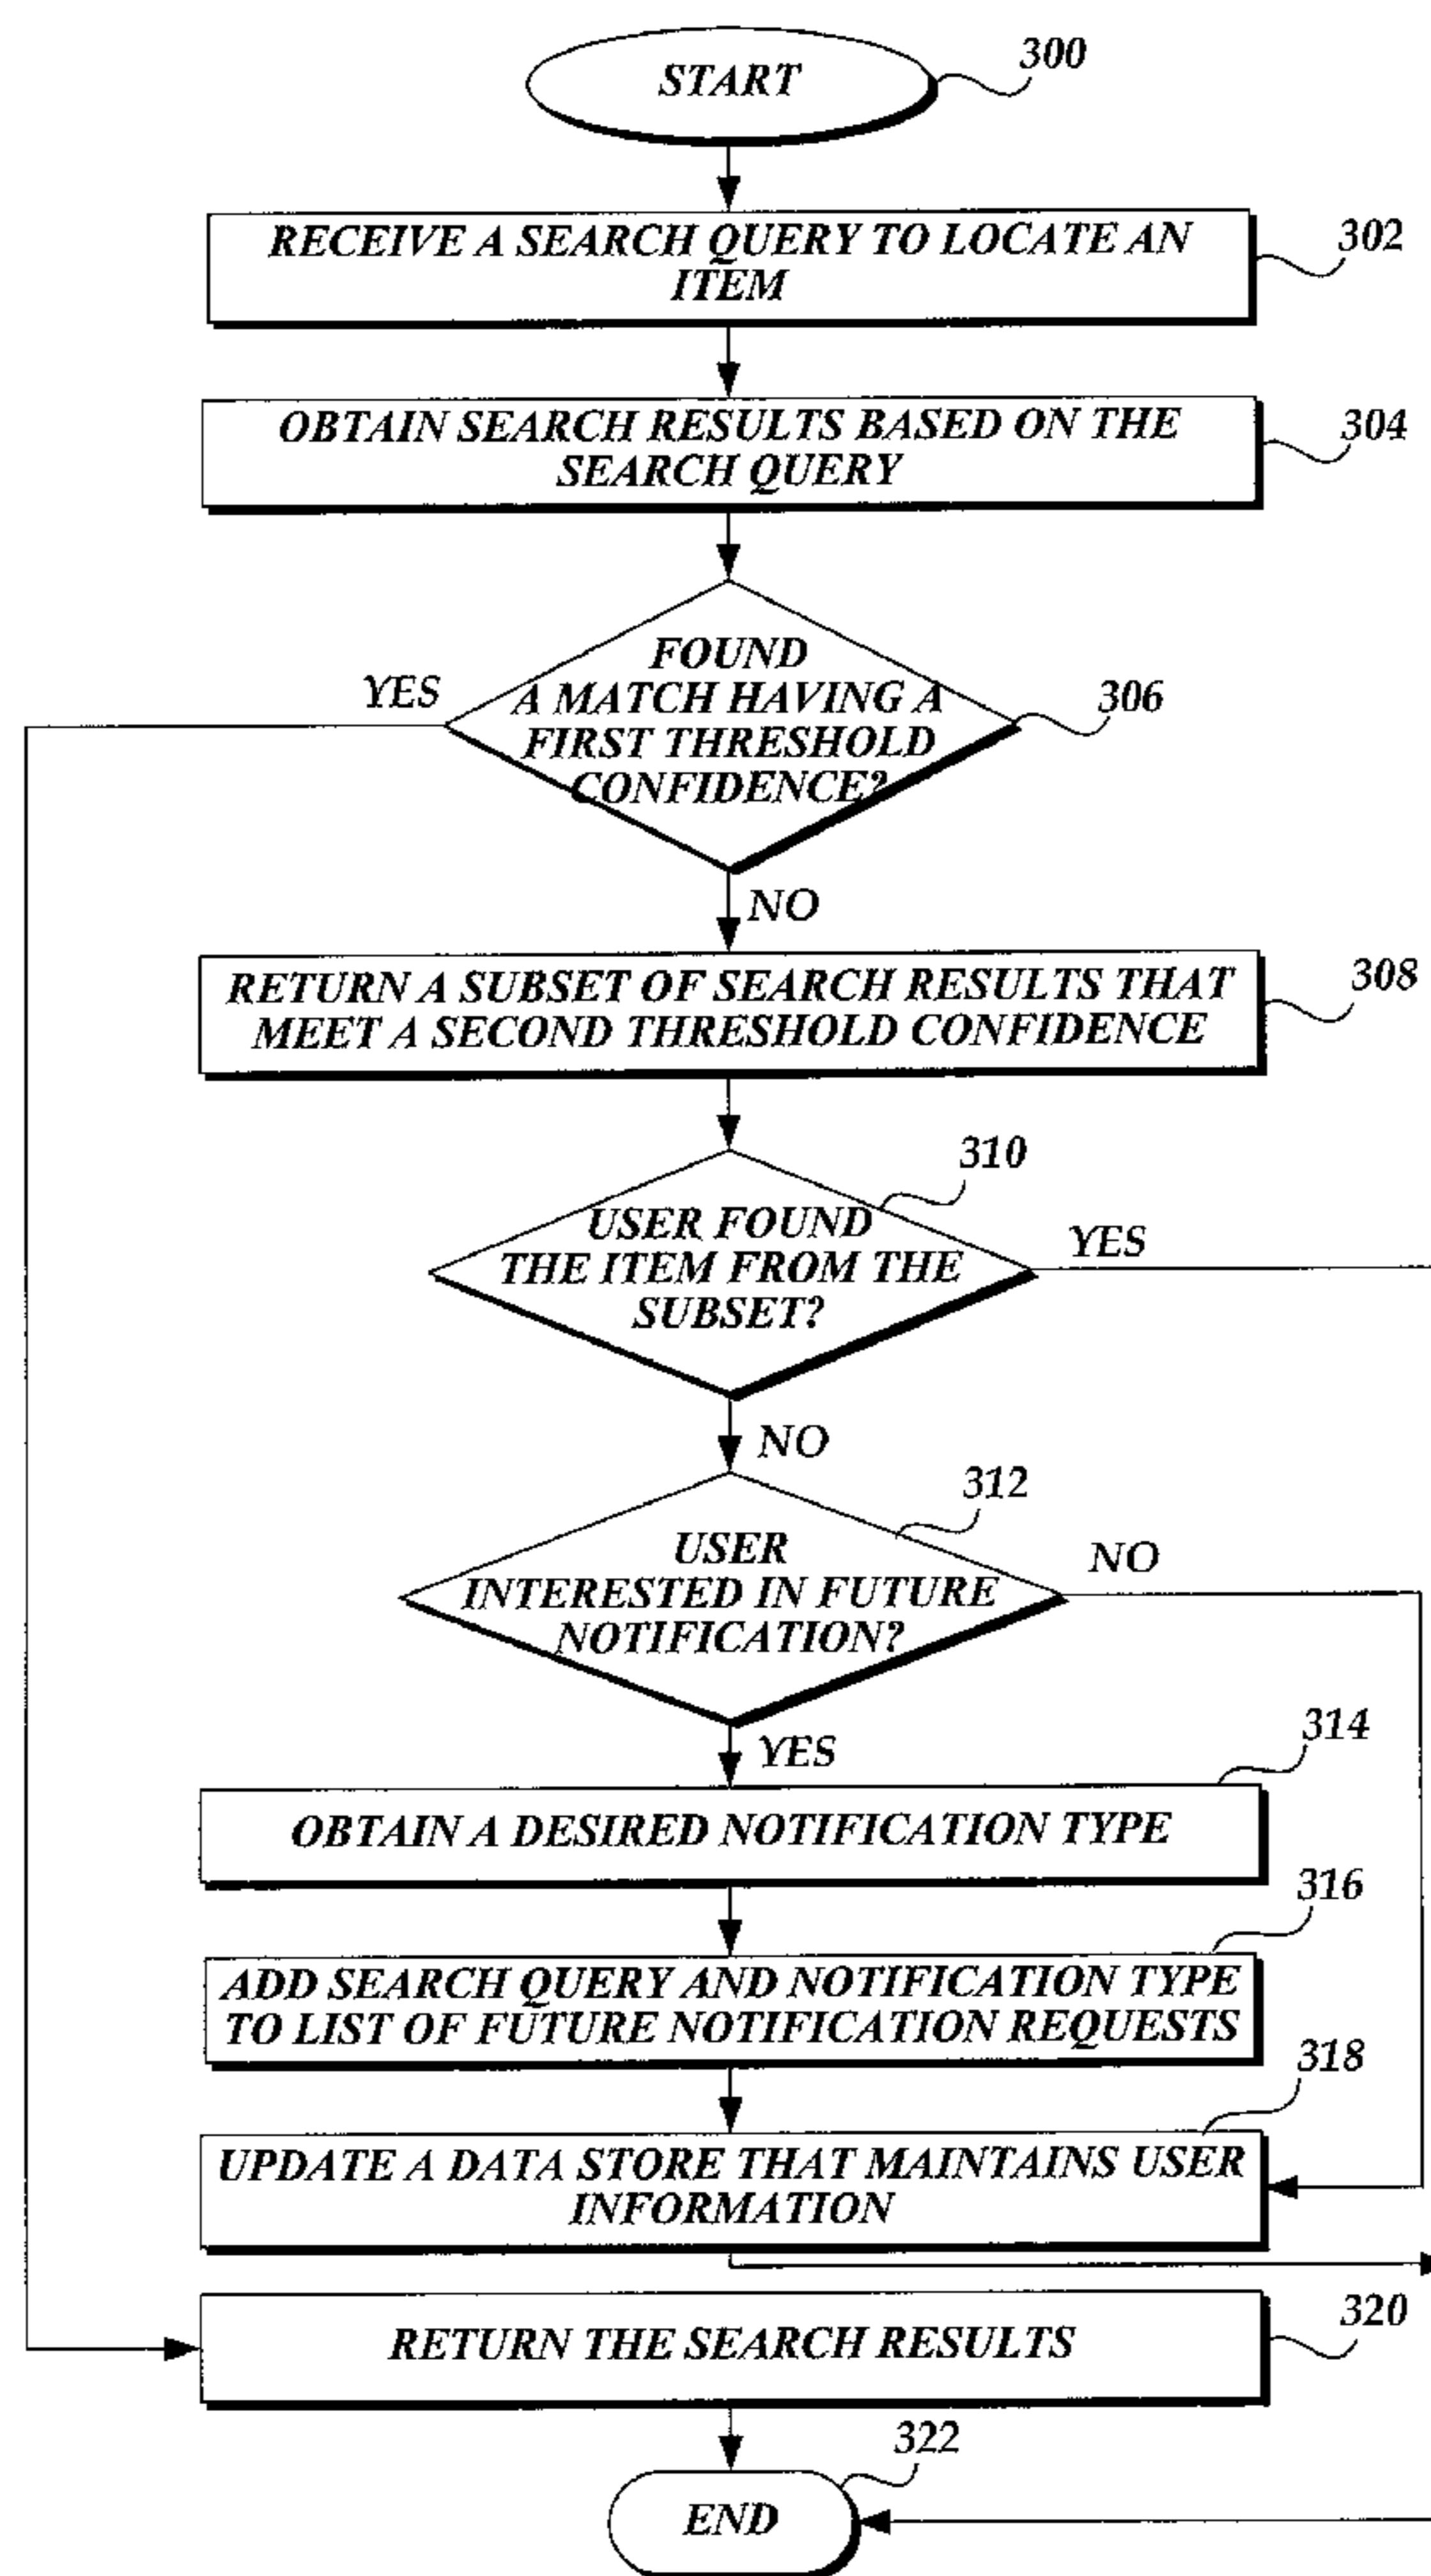 START
300
RECEIVE A SEARCH QUERY TO LOCATE AN
ITEM
302
OBTAIN SEARCH RESULTS BASED ON THE
SEARCH QUERY
304
FOUND
A MATCH HAVING A
FIRST THRESHOLD
CONFIDENCE?
YES
306
NO
RETURN A SUBSET OF SEARCH RESULTS THAT
MEET A SECOND THRESHOLD CONFIDENCE
308
310
USER FOUND
THE ITEM FROM THE
SUBSET?
YES
NO
312
USER
INTERESTED IN FUTURE
NOTIFICATION?
NO
YES
314
OBTAIN A DESIRED NOTIFICATION TYPE
316
ADD SEARCH QUERY AND NOTIFICATION TYPE
TO LIST OF FUTURE NOTIFICATION REQUESTS
318
UPDATE A DATA STORE THAT MAINTAINS USER
INFORMATION
320
RETURN THE SEARCH RESULTS
322
END